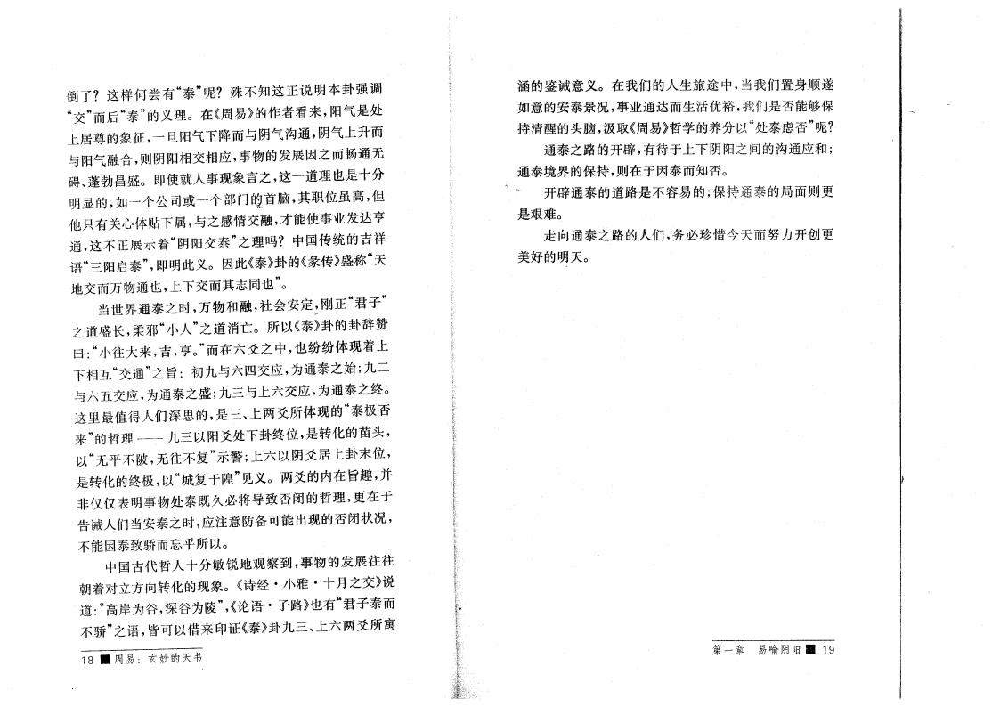 倒了？这样何尝有“泰”呢？殊不知这正说明本卦强调
“交”而后“泰”的义理。在《周易》的作者看来，阳气是处
上居尊的象征，一旦阳气下降而与阴气沟通，阴气上升而
与阳气融合，则阴阳相交相应，事物的发展因之而畅通无
碍、蓬勃昌盛。即使就人事现象言之，这一道理也是十分
明显的，如一个公司或一个部门的首脑，其职位虽高，但
他只有关心体贴下属，与之感情交融，才能使事业发达亨
通，这不正展示着“阴阳交泰”之理吗？中国传统的吉祥
语“三阳启泰”，即明此义。因此《泰》卦的《彖传》盛称“天
地交而万物通也，上下交而其志同也”。
当世界通泰之时，万物和融，社会安定，刚正“君子”
之道盛长，柔邪“小人”之道消亡。所以《泰》卦的卦辞赞
曰：“小往大来，吉，亨。”而在六爻之中，也纷纷体现着上
下相互“交通”之旨：初九与六四交应，为通泰之始；九二
与六五交应，为通泰之盛；九三与上六交应，为通泰之终。
这里最值得人们深思的，是三、上两爻所体现的“泰极否
来”的哲理——九三以阳爻处下卦终位，是转化的苗头，
以“无平不陂，无往不复”示警；上六以阴爻居上卦末位，
是转化的终极，以“城复于隍”见义。两爻的内在旨趣，并
非仅仅表明事物处泰既久必将导致否闭的哲理，更在于
告诫人们当安泰之时，应注意防备可能出现的否闭状况，
不能因泰致骄而忘乎所以。
中国古代哲人十分敏锐地观察到，事物的发展往往
朝着对立方向转化的现象。《诗经·小雅·十月之交》说
道：“高岸为谷，深谷为陵”，《论语·子路》也有“君子泰而
不骄”之语，皆可以借来印证《泰》卦九三、上六两爻所寓
18 ■ 周易：玄妙的天书
涵的鉴诫意义。在我们的人生旅途中，当我们置身顺遂
如意的安泰景况，事业通达而生活优裕，我们是否能够保
持清醒的头脑，汲取《周易》哲学的养分以“处泰虑否”呢？
通泰之路的开辟，有待于上下阴阳之间的沟通应和；
通泰境界的保持，则在于因泰而知否。
开辟通泰的道路是不容易的；保持通泰的局面则更
是艰难。
走向通泰之路的人们，务必珍惜今天而努力开创更
美好的明天。
第一章 易喻阴阳 ■ 19